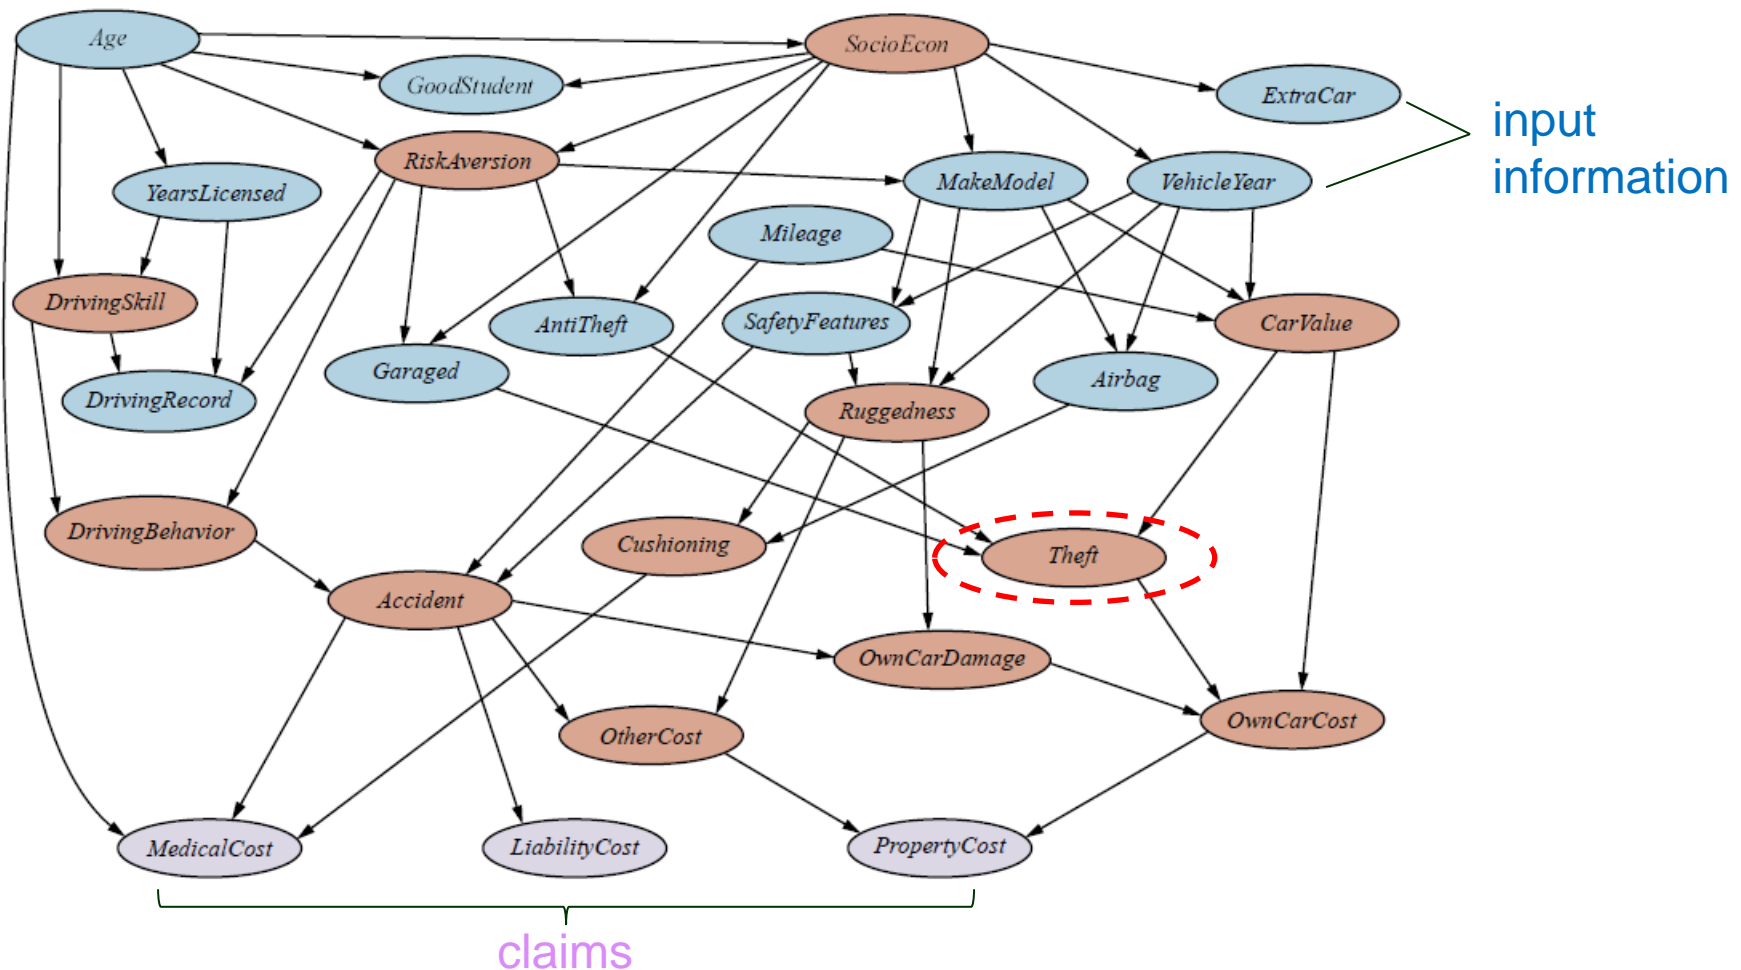 Age
SocioEcon
GoodStudent
ExtraCar
input
information
RiskAversion
YearsLicensed
MakeModel
VehicleYear
Mileage
DrivingSkill
AntiTheft
SafetyFeatures
CarValue
Garaged
Airbag
DrivingRecord
Ruggedness
DrivingBehavior
Cushioning
Theft
Accident
OwnCarDamage
OtherCost
OwnCarCost
MedicalCost
LiabilityCost
PropertyCost
claims